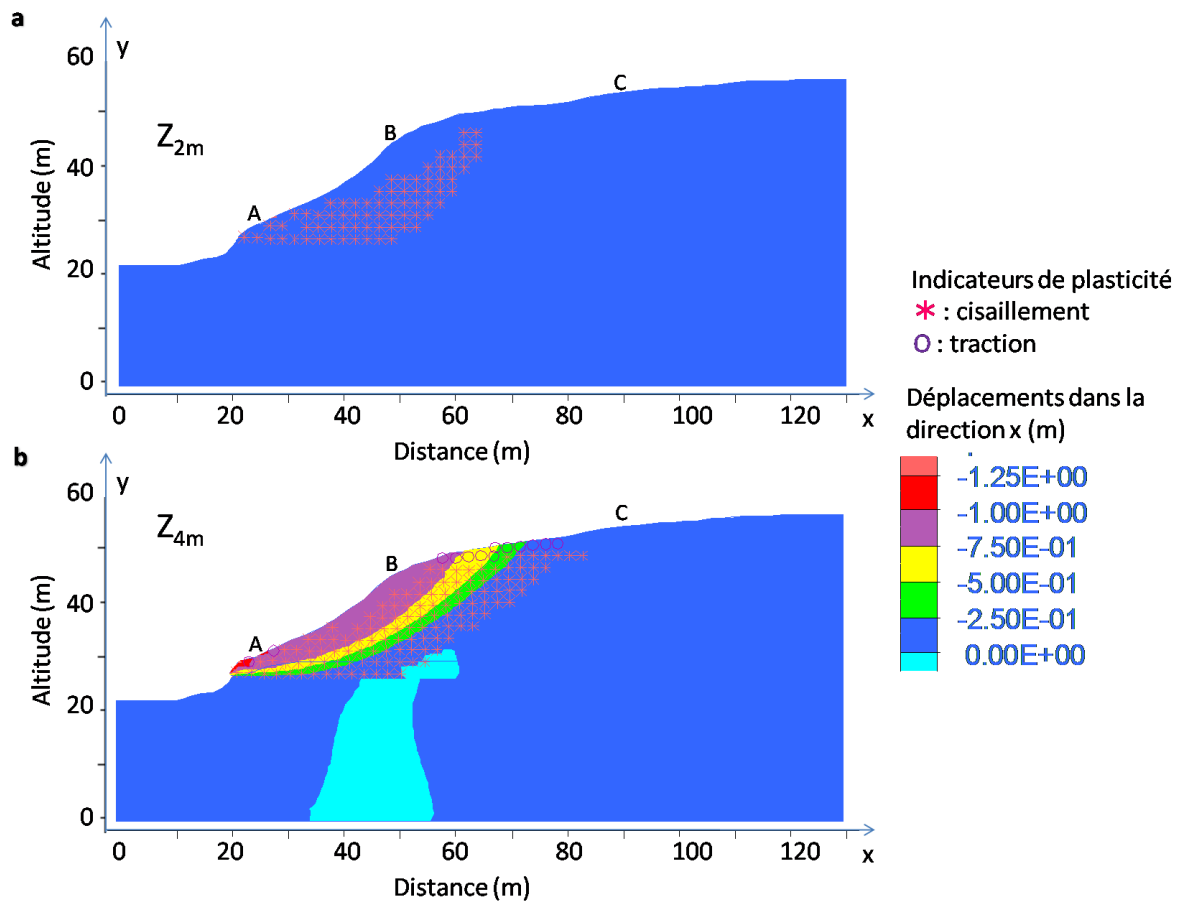 a
y
60
40
20
0
Altitude (m)
Z2m
A
B
C
0 20 40 60 80 100 120
x
Distance (m)
Indicateurs de plasticité
* : cisaillement
O : traction
Déplacements dans la
direction x (m)
-1.25E+00
-1.00E+00
-7.50E-01
-5.00E-01
-2.50E-01
0.00E+00
b
y
60
40
20
0
Altitude (m)
Z4m
A
B
C
0 20 40 60 80 100 120
x
Distance (m)